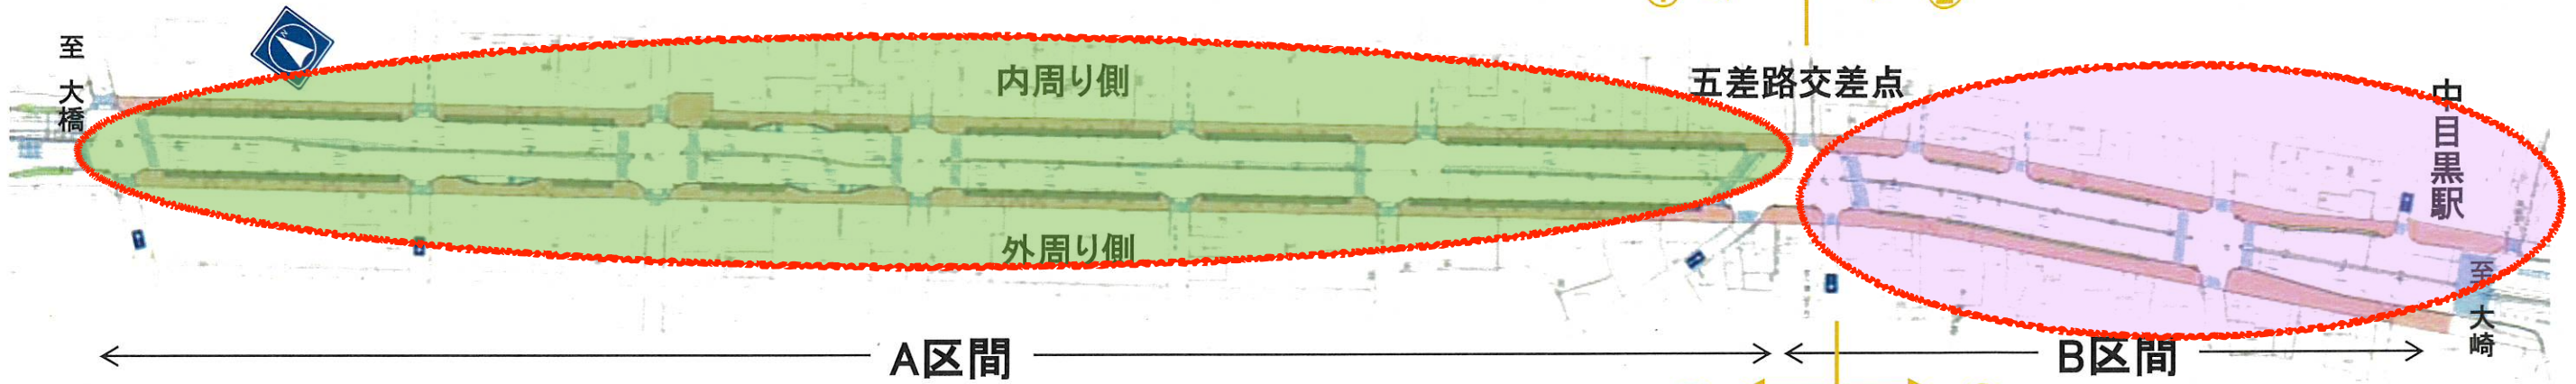 至 大橋
N
内周り側
五差路交差点
中目黒駅
外周り側
至 大崎
A区間
B区間